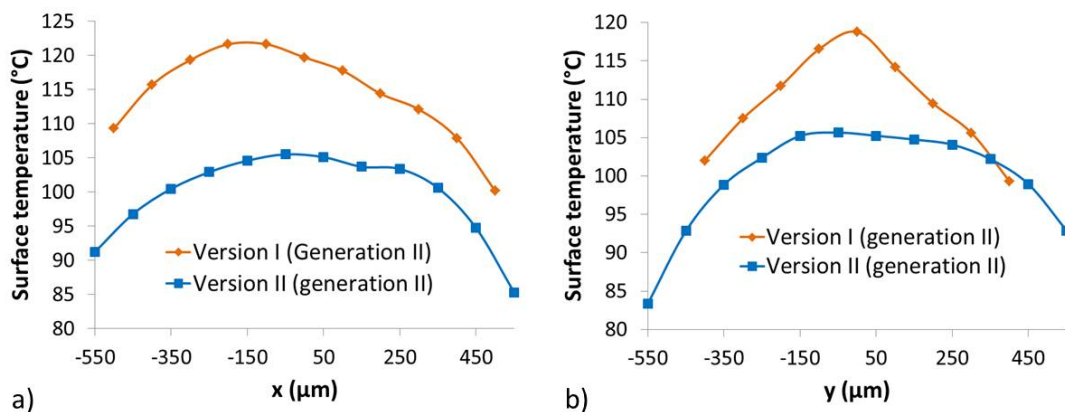 125
120
115
110
105
100
95
90
85
80
Surface temperature (°C)
Version I (Generation II)
Version II (generation II)
-550 -350 -150 50 250 450
x (µm)
a)
120
115
110
105
100
95
90
85
80
Surface temperature (°C)
Version I (generation II)
Version II (generation II)
-550 -350 -150 50 250 450
y (µm)
b)